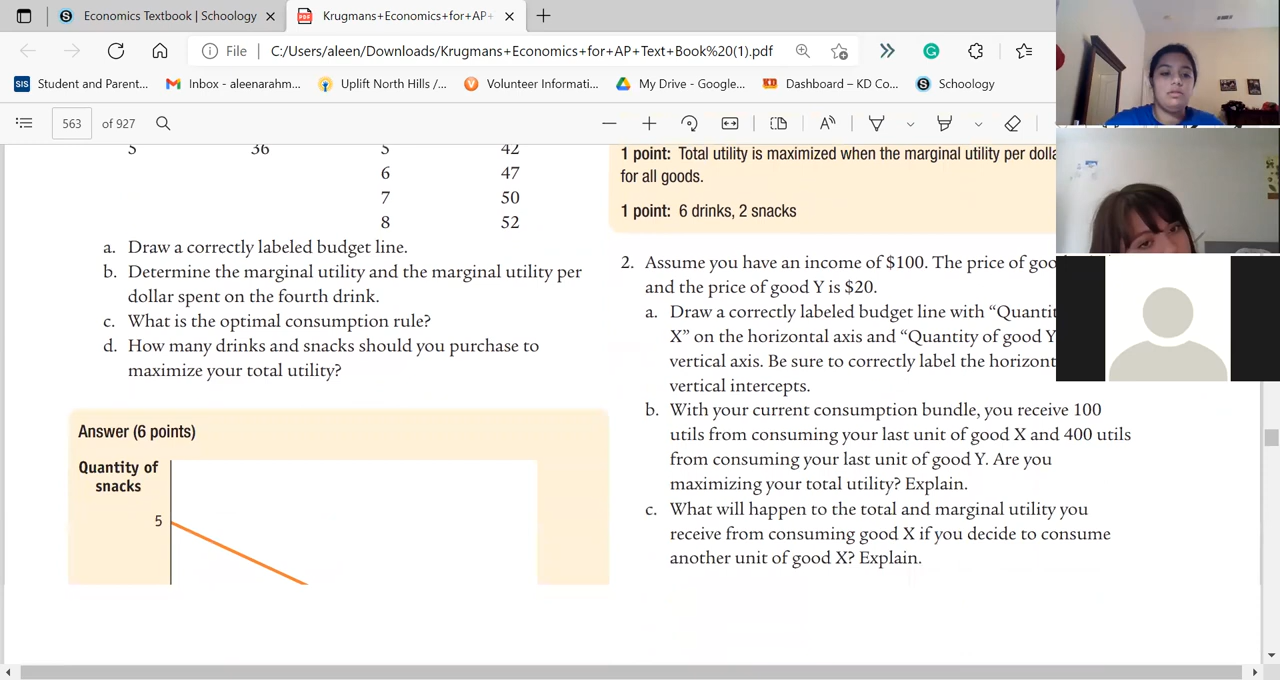 Economics Textbook | Schoology
Krugmans+Economics+for+AP+
File
C:/Users/aleen/Downloads/Krugmans+Economics+for+AP+Text+Book%20(1).pdf
SIS Student and Parent...
Inbox - aleenarahm...
Uplift North Hills /...
Volunteer Informati...
My Drive - Google...
KD Dashboard – KD Co...
Schoology
563 of 927
5 36 5 42
6 47
7 50
8 52
a. Draw a correctly labeled budget line.
b. Determine the marginal utility and the marginal utility per
dollar spent on the fourth drink.
c. What is the optimal consumption rule?
d. How many drinks and snacks should you purchase to
maximize your total utility?
Answer (6 points)
Quantity of
snacks
5
1 point: Total utility is maximized when the marginal utility per
for all goods.
1 point: 6 drinks, 2 snacks
2. Assume you have an income of $100. The price of
and the price of good Y is $20.
a. Draw a correctly labeled budget line with
X” on the horizontal axis and “Quantity of good Y
vertical axis. Be sure to correctly label the
vertical intercepts.
b. With your current consumption bundle, you receive 100
utils from consuming your last unit of good X and 400 utils
from consuming your last unit of good Y. Are you
maximizing your total utility? Explain.
c. What will happen to the total and marginal utility you
receive from consuming good X if you decide to consume
another unit of good X? Explain.